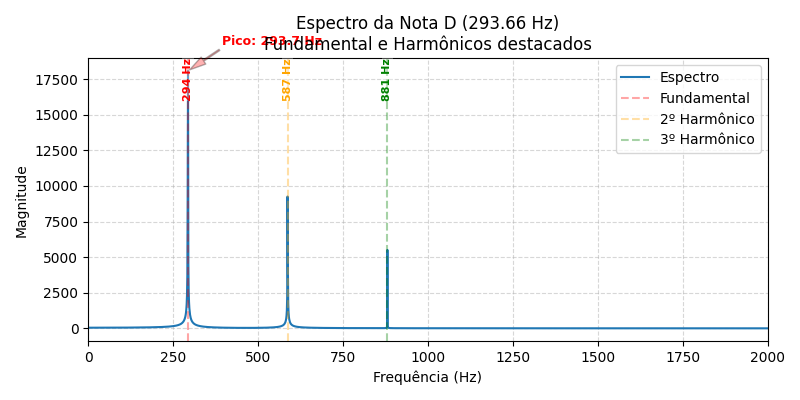 Espectro da Nota D (293.66 Hz)
Fundamental e Harmônicos destacados
Pico: 293.7 Hz
294 Hz
587 Hz
881 Hz
Espectro
Fundamental
2º Harmônico
3º Harmônico
Magnitude
17500
15000
12500
10000
7500
5000
2500
0
0 250 500 750 1000 1250 1500 1750 2000
Frequência (Hz)